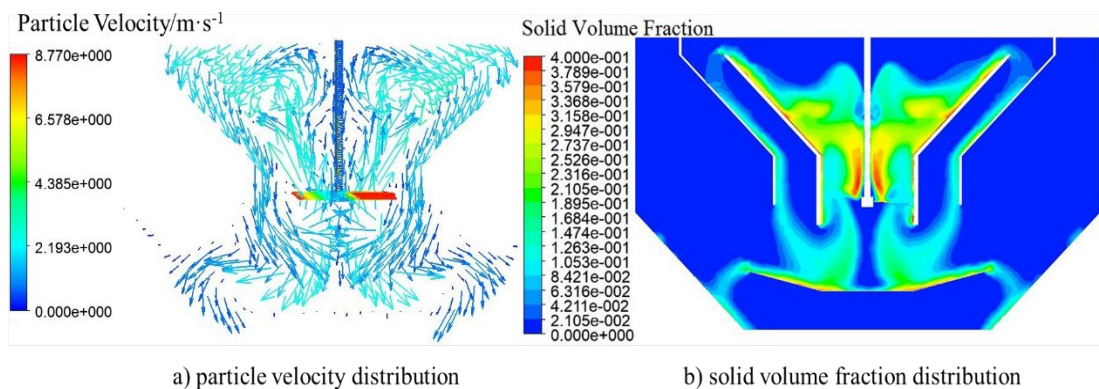 Particle Velocity/m·s⁻¹
8.770e+000
6.578e+000
4.385e+000
2.193e+000
0.000e+000
Solid Volume Fraction
4.000e-001
3.789e-001
3.579e-001
3.368e-001
3.158e-001
2.947e-001
2.737e-001
2.526e-001
2.316e-001
2.105e-001
1.895e-001
1.684e-001
1.474e-001
1.263e-001
1.053e-001
8.421e-002
6.316e-002
4.211e-002
2.105e-002
0.000e+000
a) particle velocity distribution
b) solid volume fraction distribution